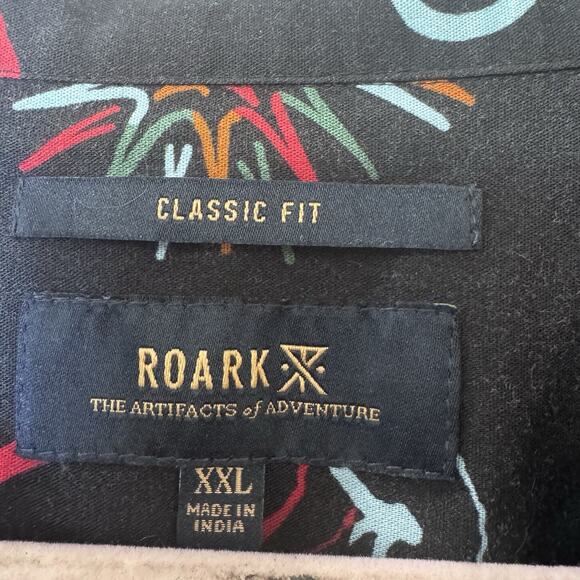 CLASSIC FIT
ROARK
THE ARTIFACTS of ADVENTURE
XXL
MADE IN
INDIA